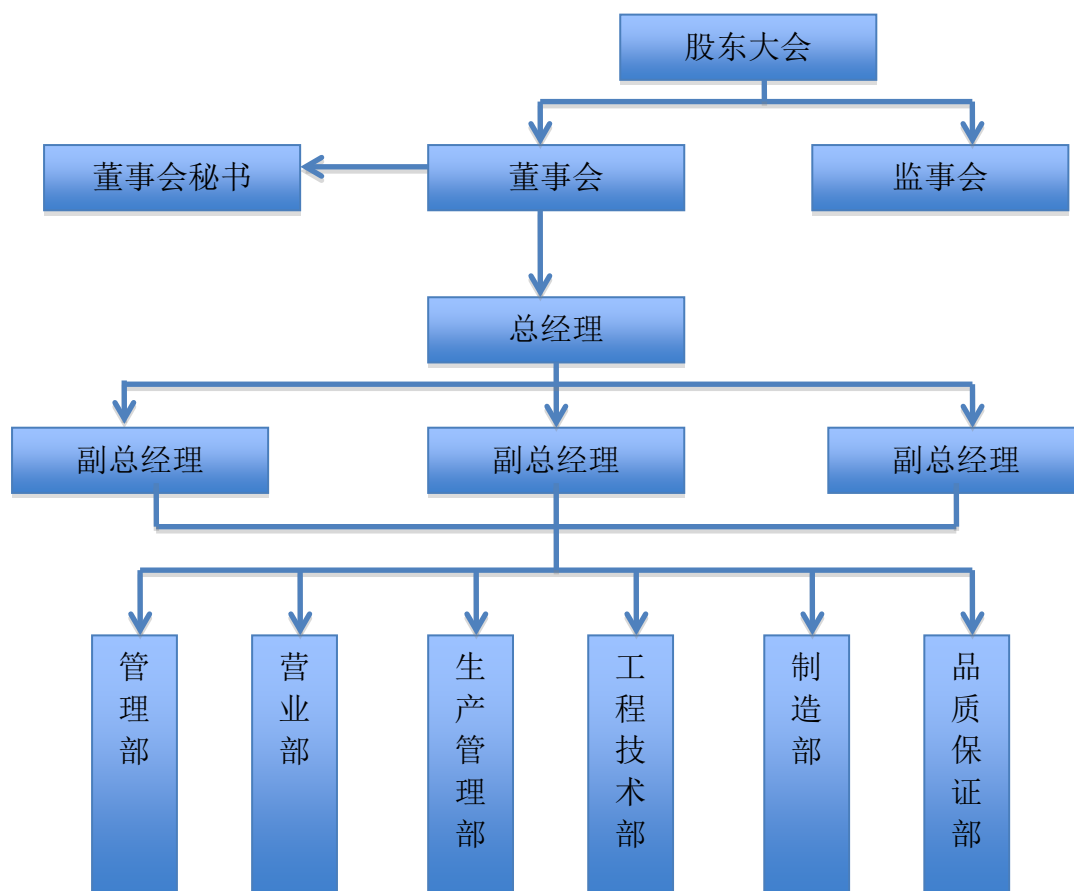 股东大会
董事会秘书
董事会
监事会
总经理
副总经理
副总经理
副总经理
管理部
营业部
生产管理部
工程技术部
制造部
品质保证部